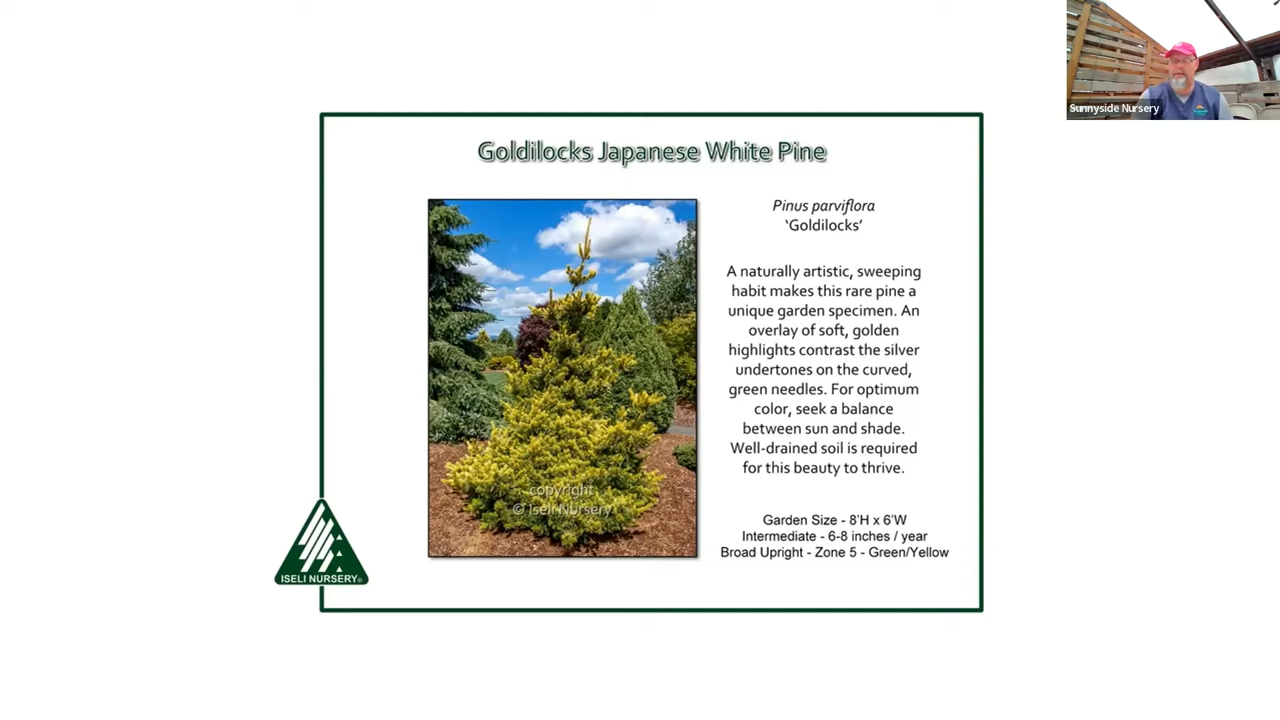 Sunnyside Nursery
Goldilocks Japanese White Pine
Pinus parviflora
‘Goldilocks’
A naturally artistic, sweeping
habit makes this rare pine a
unique garden specimen. An
overlay of soft, golden
highlights contrast the silver
undertones on the curved,
green needles. For optimum
color, seek a balance
between sun and shade.
Well-drained soil is required
for this beauty to thrive.
copyright
© Iseli Nursery
Garden Size - 8'H x 6'W
Intermediate - 6-8 inches / year
Broad Upright - Zone 5 - Green/Yellow
ISELI NURSERY®